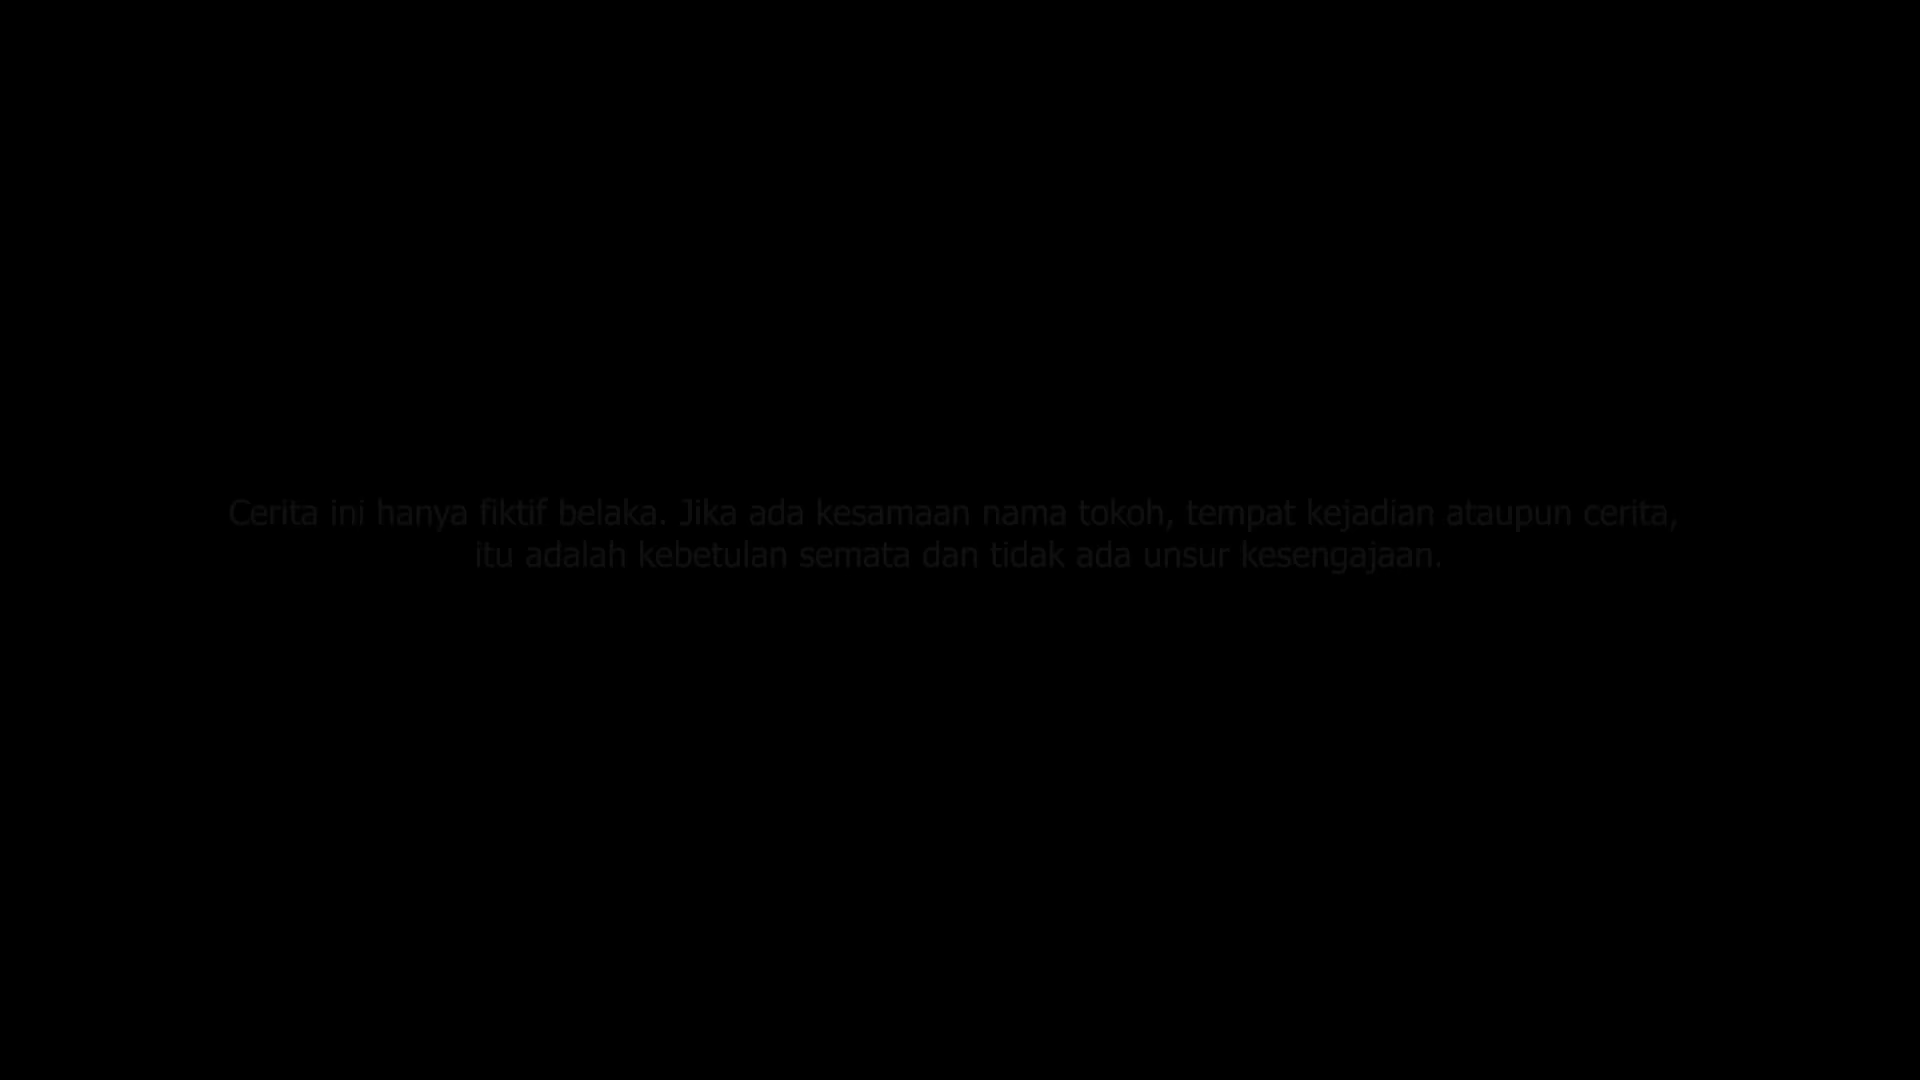 Cerita ini hanya fiktif belaka. Jika ada kesamaan nama tokoh, tempat kejadian ataupun cerita,
itu adalah kebetulan semata dan tidak ada unsur kesengajaan.